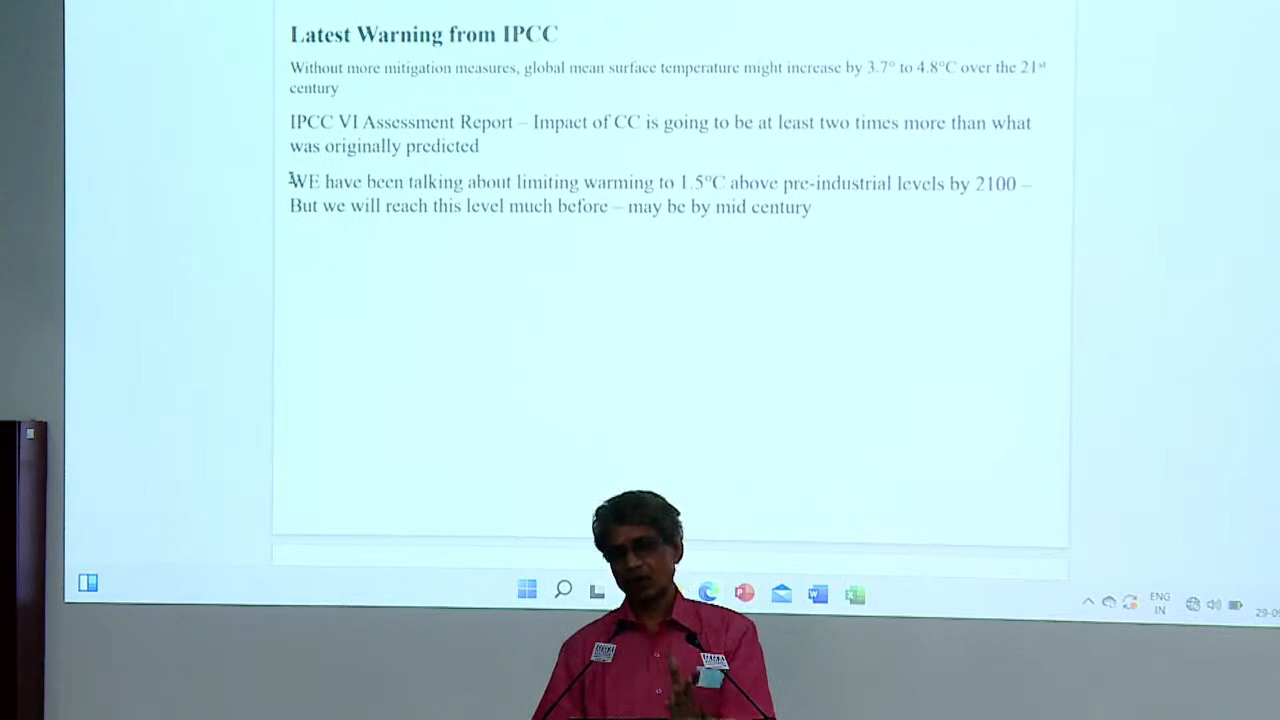 Latest Warning from IPCC
Without more mitigation measures, global mean surface temperature might increase by 3.7° to 4.8°C over the 21st
century
IPCC VI Assessment Report – Impact of CC is going to be at least two times more than what
was originally predicted
WE have been talking about limiting warming to 1.5°C above pre-industrial levels by 2100 –
But we will reach this level much before – may be by mid century
ENG
IN